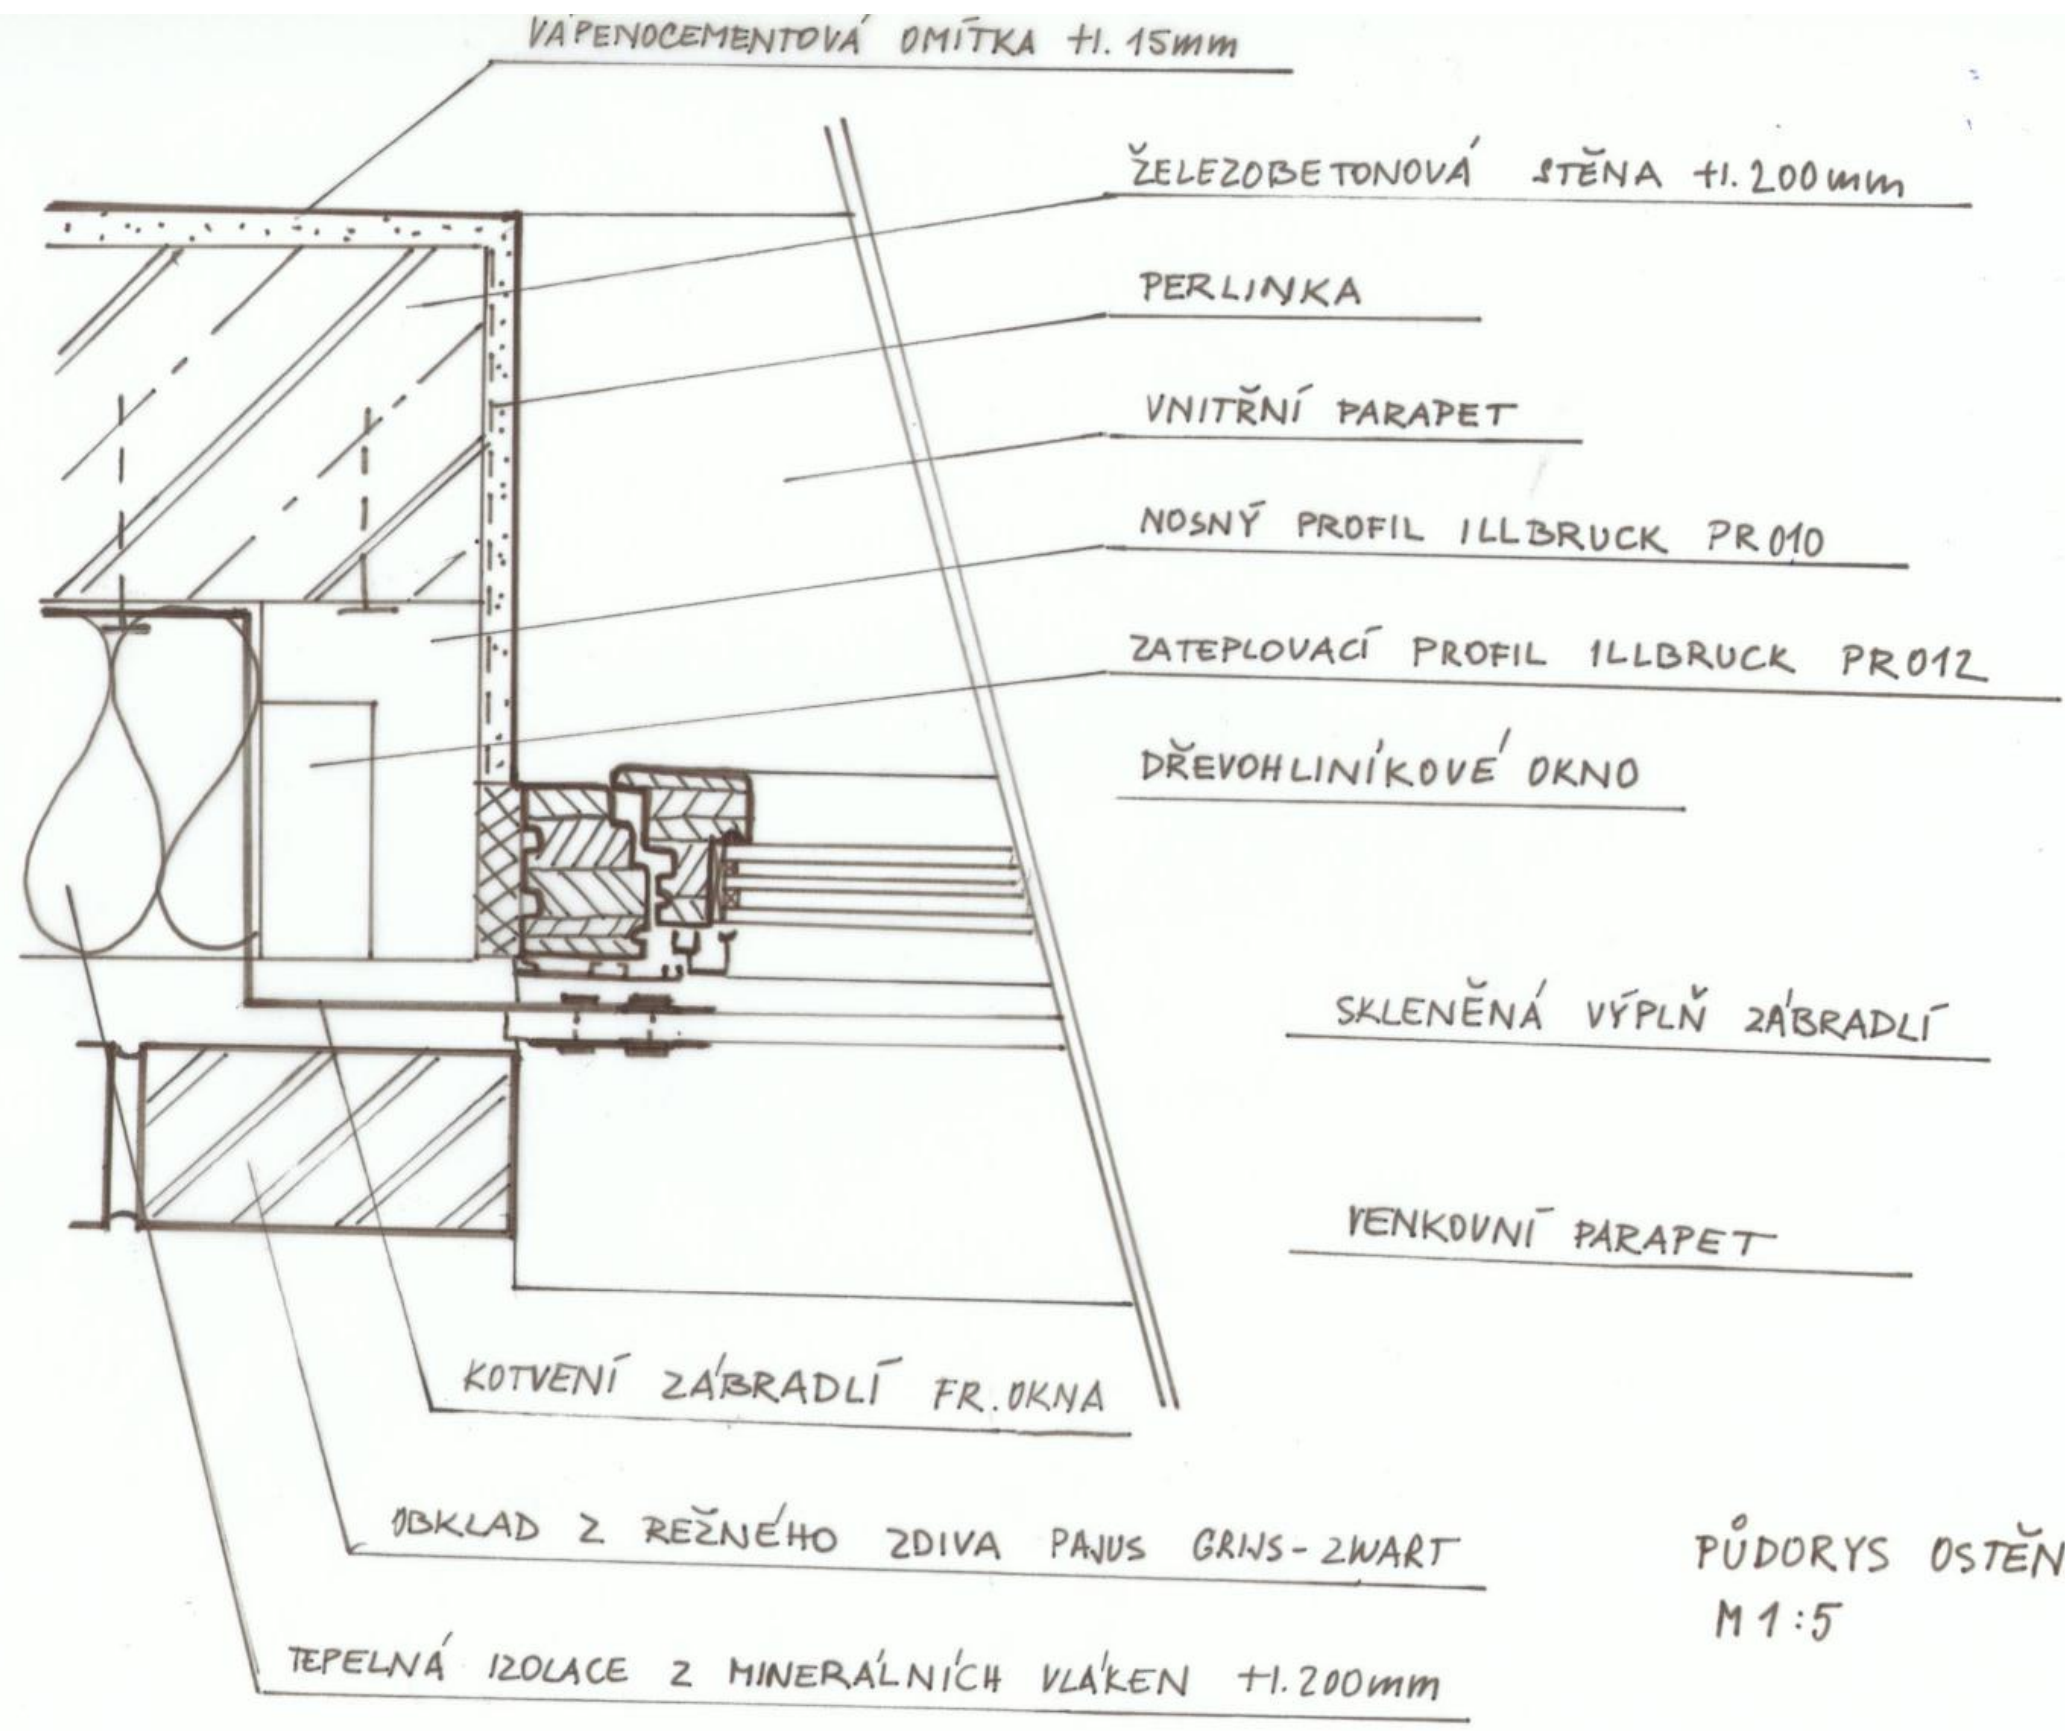 VÁPENOCEMENTOVÁ OMÍTKA tl. 15mm
ŽELEZOBETONOVÁ STĚNA tl. 200mm
PERLINKA
VNITŘNÍ PARAPET
NOSNÝ PROFIL ILLBRUCK PR010
ZATEPLOVACÍ PROFIL ILLBRUCK PR012
DŘEVOHLINÍKOVÉ OKNO
SKLENĚNÁ VÝPLŇ ZÁBRADLÍ
VENKOVNÍ PARAPET
KOTVENÍ ZÁBRADLÍ FR. OKNA
OBKLAD Z REŽNÉHO ZDIVA PAJUS GRIJS-ZWART
TEPELNÁ IZOLACE Z MINERÁLNÍCH VLÁKEN tl. 200mm
PŮDORYS OSTĚN
M 1:5